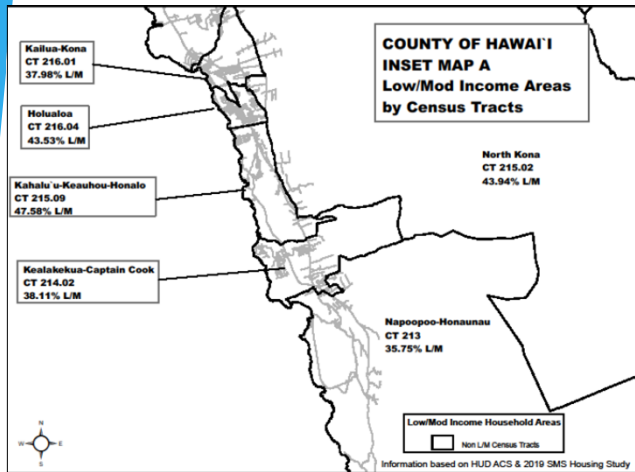 COUNTY OF HAWAI`I
INSET MAP A
Low/Mod Income Areas
by Census Tracts
Kailua-Kona
CT 216.01
37.98% L/M
Holualoa
CT 216.04
43.53% L/M
North Kona
CT 215.02
43.94% L/M
Kahalu`u-Keauhou-Honalo
CT 215.09
47.58% L/M
Kealakekua-Captain Cook
CT 214.02
38.11% L/M
Napoopoo-Honaunau
CT 213
35.75% L/M
N
W
E
S
Low/Mod Income Household Areas
Non L/M Census Tracts
Information based on HUD ACS & 2019 SMS Housing Study